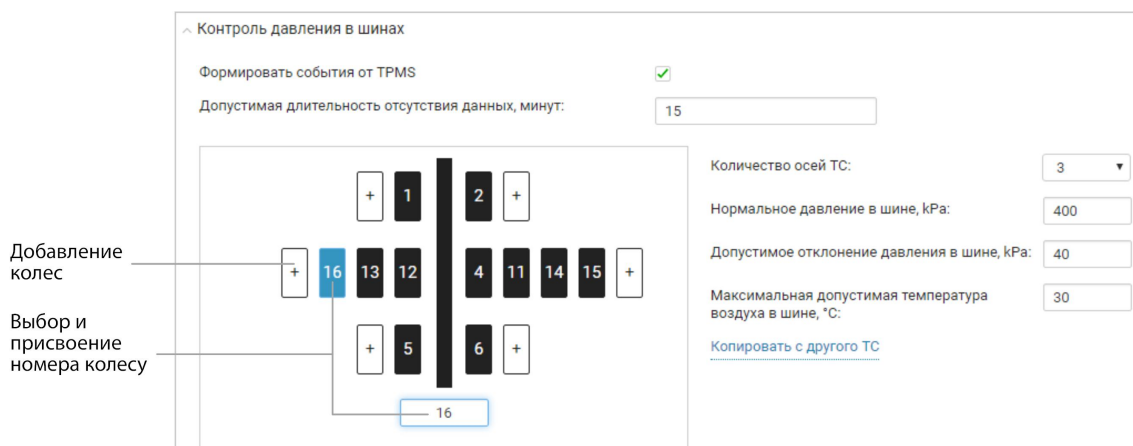 Контроль давления в шинах
Формировать события от TPMS
Допустимая длительность отсутствия данных, минут:
15
Количество осей ТС:
3
+ 1 2 +
Нормальное давление в шине, kPa:
400
Добавление
колес
+ 16 13 12 4 11 14 15 +
Допустимое отклонение давления в шине, kPa:
40
Максимальная допустимая температура
воздуха в шине, °C:
30
Выбор и
присвоение
номера колесу
+ 5 6 +
Копировать с другого ТС
16